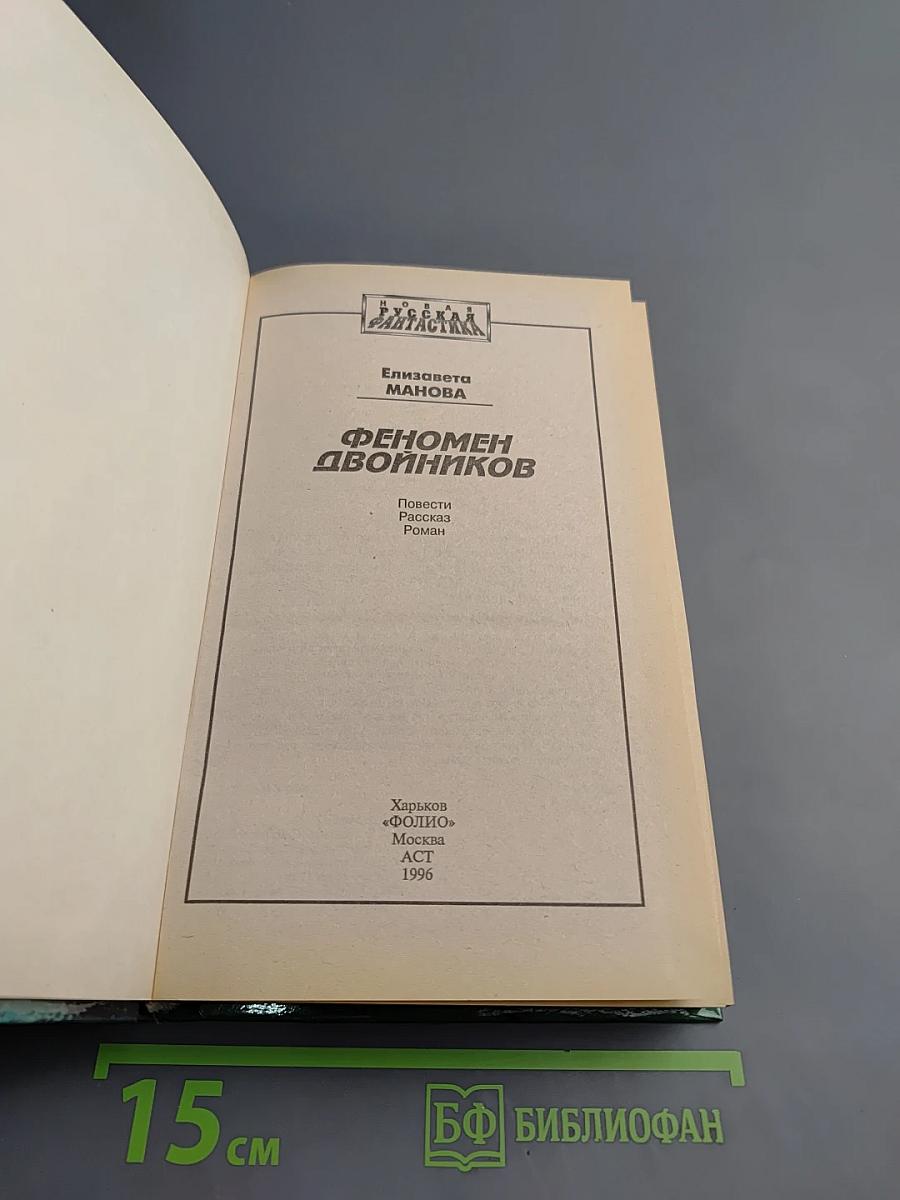 НОВАЯ
РУССКАЯ
ФАНТАСТИКА
Елизавета
МАНОВА
ФЕНОМЕН
ДВОЙНИКОВ
Повести
Рассказ
Роман
Харьков
«ФОЛИО»
Москва
АСТ
1996
15 см
БФ БИБЛИОФАН